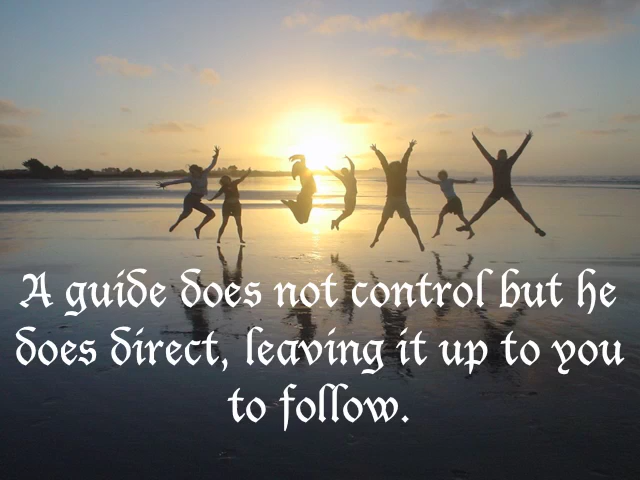 A guide does not control but he
does direct, leaving it up to you
to follow.